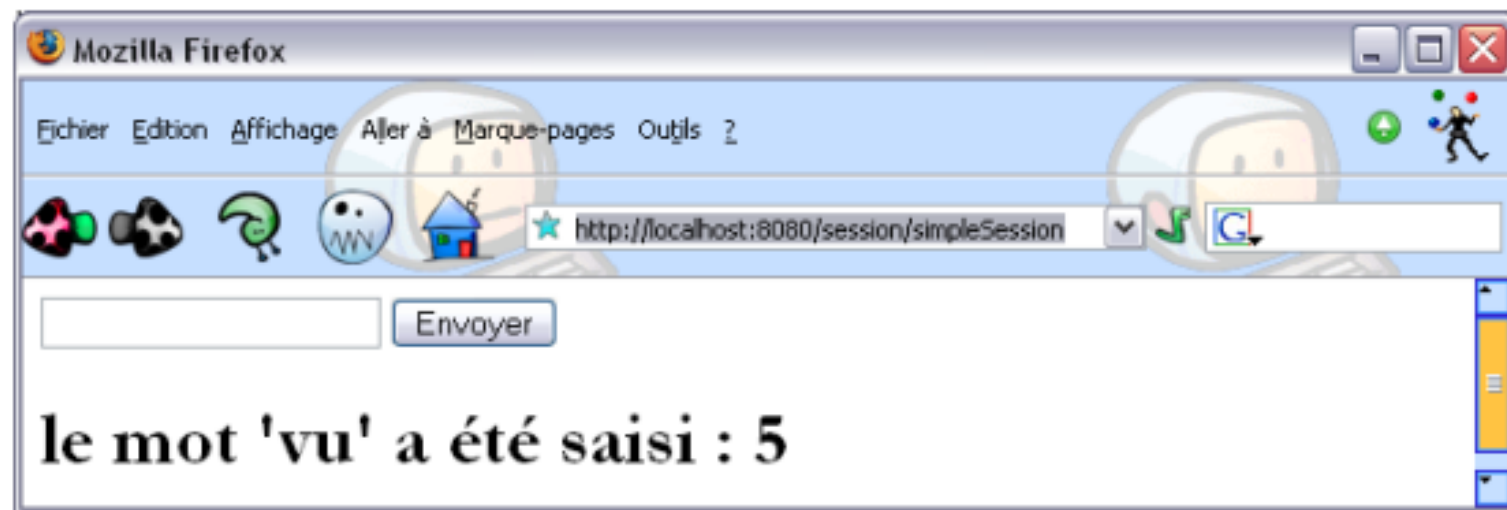 Mozilla Firefox
Fichier Edition Affichage Aller à Marque-pages Outils ?
http://localhost:8080/session/simpleSession G
Envoyer
le mot 'vu' a été saisi : 5